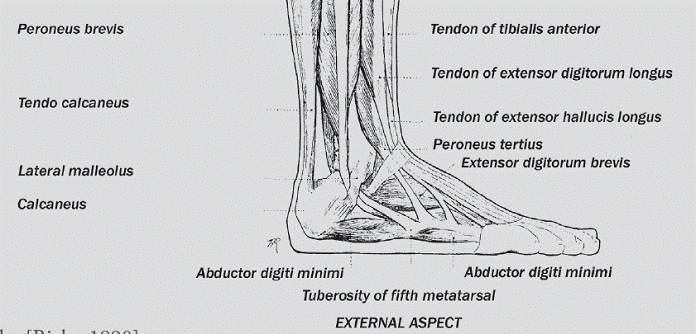 Peroneus brevis
Tendo calcaneus
Lateral malleolus
Calcaneus
Tendon of tibialis anterior
Tendon of extensor digitorum longus
Tendon of extensor hallucis longus
Peroneus tertius
Extensor digitorum brevis
Abductor digiti minimi
Abductor digiti minimi
Tuberosity of fifth metatarsal
EXTERNAL ASPECT